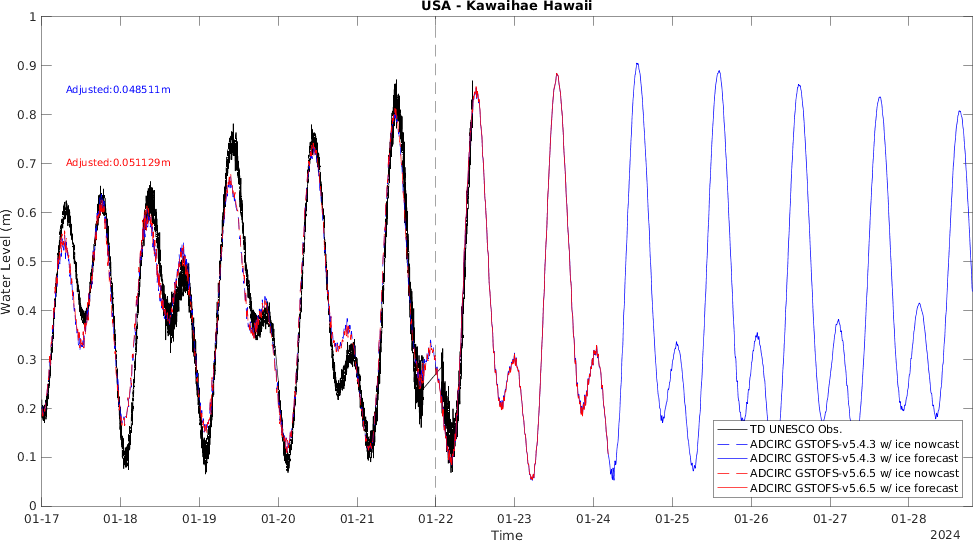 USA - Kawaihae Hawaii
1
0.9
0.8
0.7
0.6
0.5
0.4
0.3
0.2
0.1
0
Water Level (m)
Adjusted:0.048511m
Adjusted:0.051129m
TD UNESCO Obs.
ADCIRC GSTOFS-v5.4.3 w/ ice nowcast
ADCIRC GSTOFS-v5.4.3 w/ ice forecast
ADCIRC GSTOFS-v5.6.5 w/ ice nowcast
ADCIRC GSTOFS-v5.6.5 w/ ice forecast
01-17 01-18 01-19 01-20 01-21 01-22 01-23 01-24 01-25 01-26 01-27 01-28
Time
2024